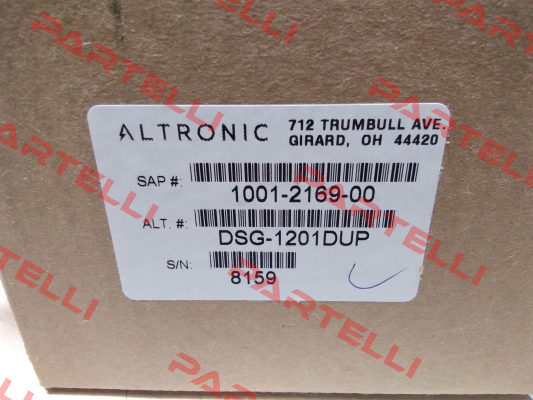 ALTRONIC
712 TRUMBULL AVE.
GIRARD, OH 44420
SAP #:
1001-2169-00
ALT. #:
DSG-1201DUP
S/N:
8159
PARTELLI
PARTELLI
PARTELLI
PARTELLI
PARTELLI